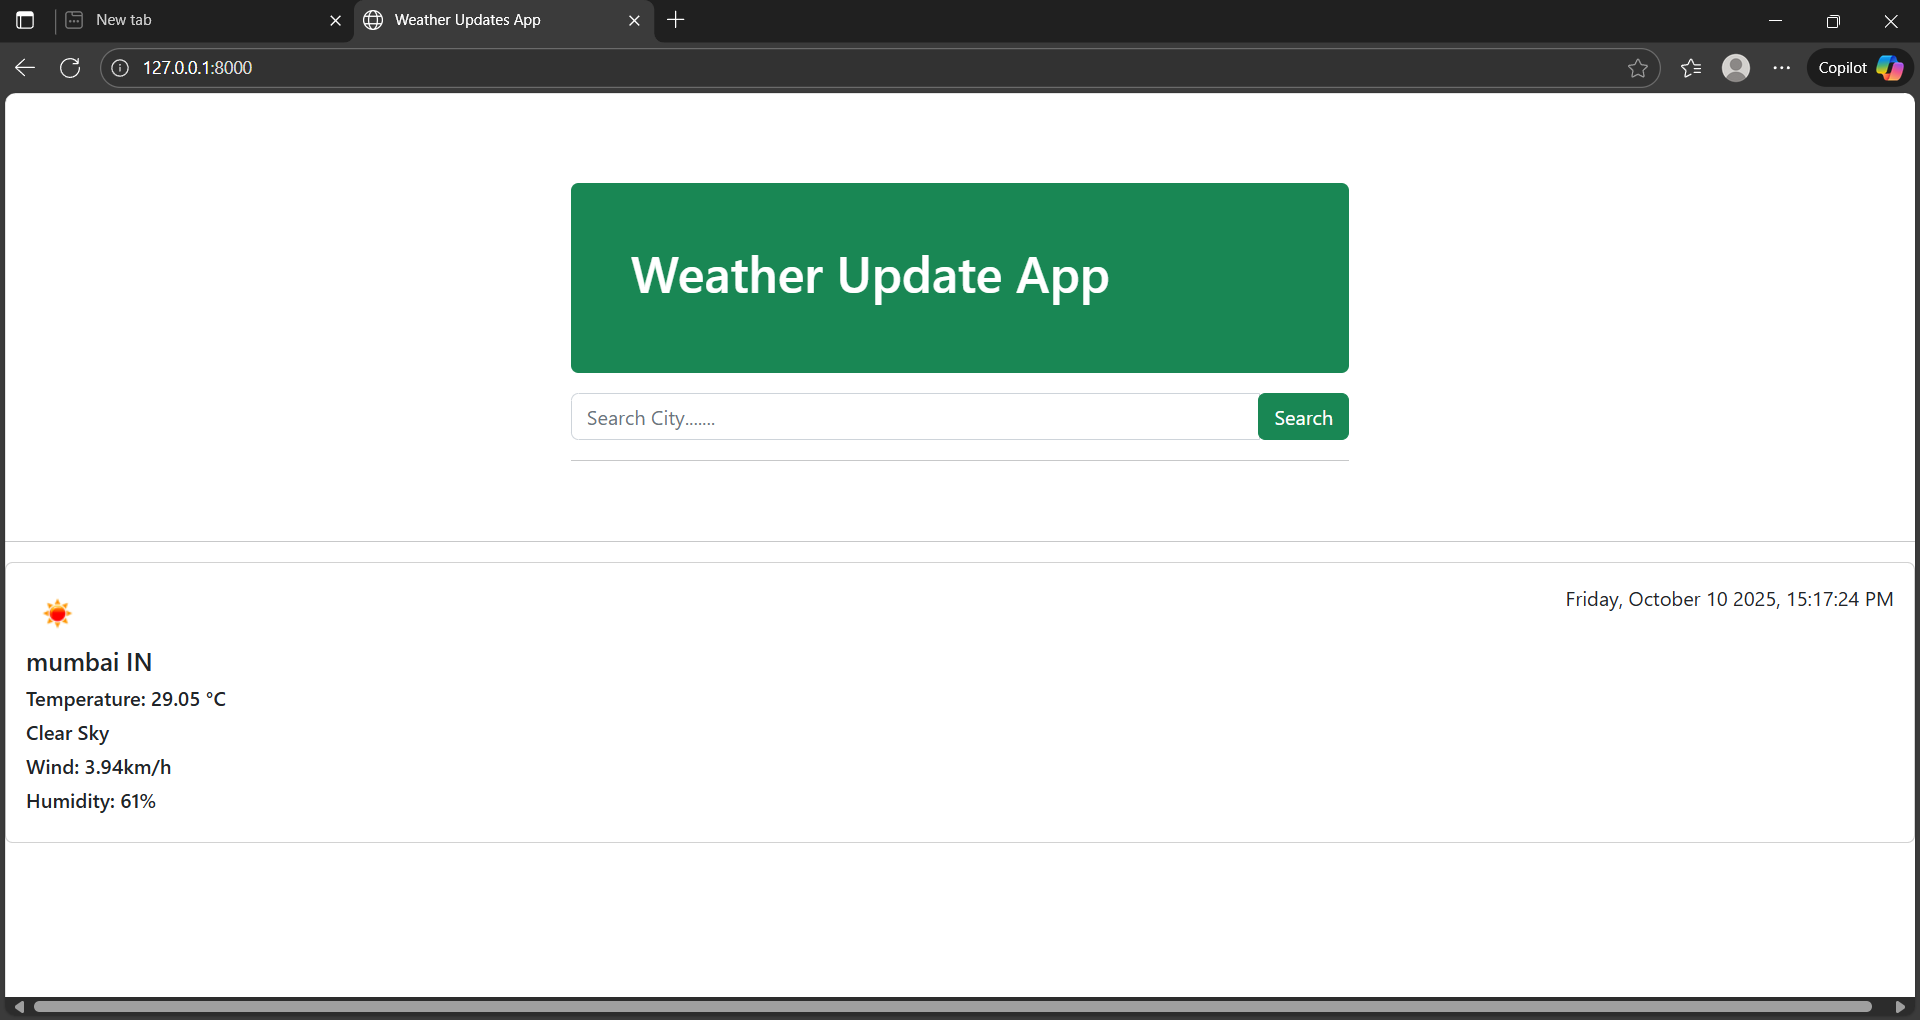 New tab
Weather Updates App
127.0.0.1:8000
Copilot
Weather Update App
Search City.......
Search
Friday, October 10 2025, 15:17:24 PM
mumbai IN
Temperature: 29.05 °C
Clear Sky
Wind: 3.94km/h
Humidity: 61%